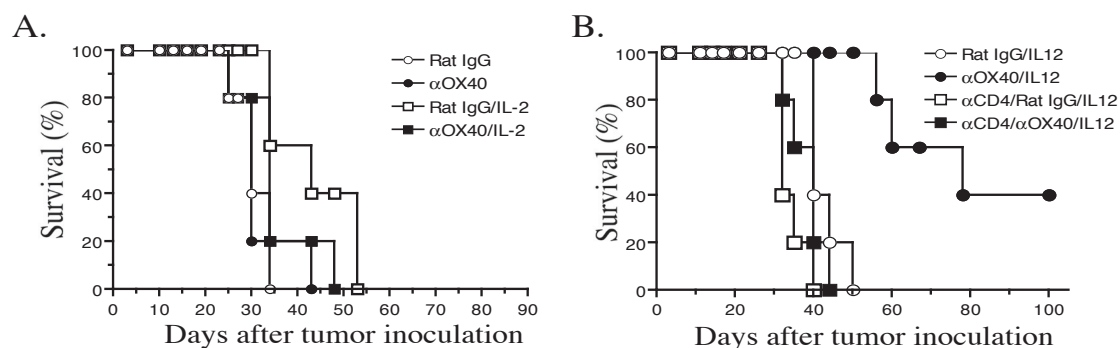 A.
Survival (%)
100
80
60
40
20
0
0 10 20 30 40 50 60 70 80 90
Days after tumor inoculation
Rat IgG
αOX40
Rat IgG/IL-2
αOX40/IL-2
B.
Survival (%)
100
80
60
40
20
0
0 20 40 60 80 100
Days after tumor inoculation
Rat IgG/IL12
αOX40/IL12
αCD4/Rat IgG/IL12
αCD4/αOX40/IL12